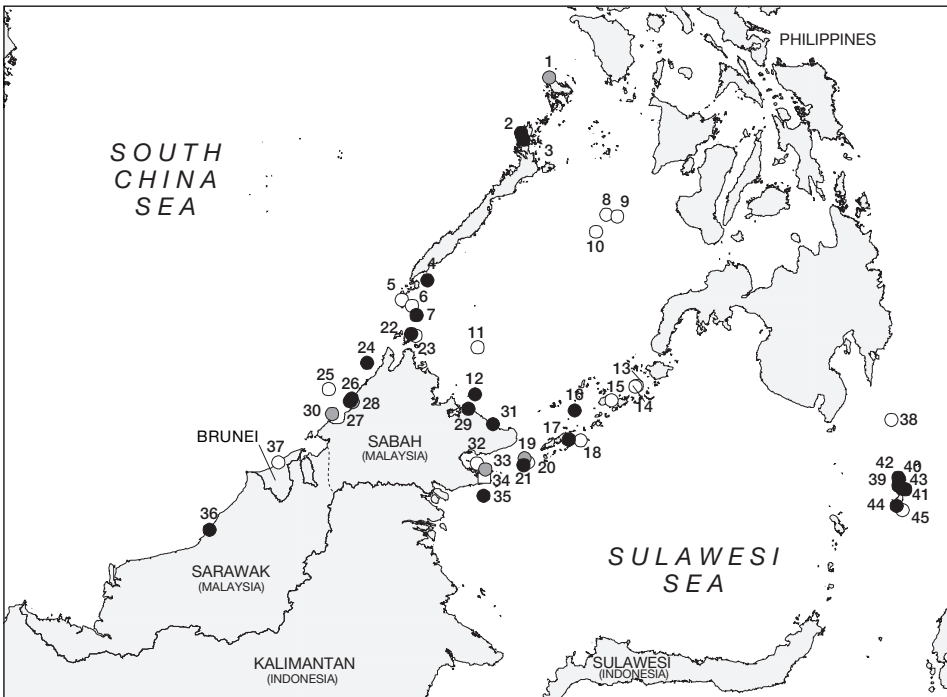 PHILIPPINES
1
2
3
SOUTH
CHINA
SEA
8 9
10
4
5
6
7
22
23
11
24
13
12
25
26
15
14
16
28
29
31
30
27
38
17
BRUNEI
37
SABAH
(MALAYSIA)
32
19
18
33
20
42 40
34
21
39 43
41
35
44
45
36
SULAWESI
SEA
SARAWAK
(MALAYSIA)
KALIMANTAN
(INDONESIA)
SULAWESI
(INDONESIA)